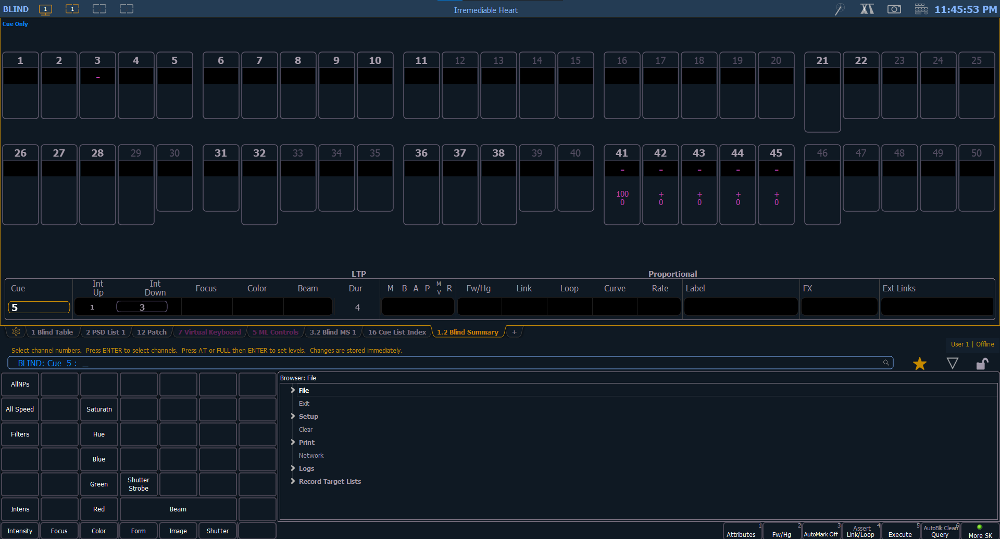 BLIND 1 1 Irremediable Heart 11:45:53 PM
Cue Only
1 2 3 4 5 6 7 8 9 10 11 12 13 14 15 16 17 18 19 20 21 22 23 24 25
-
26 27 28 29 30 31 32 33 34 35 36 37 38 39 40 41 42 43 44 45 46 47 48 49 50
- - - - -
100 + + + +
0 0 0 0 0
LTP Proportional
Cue Int Up Int Down Focus Color Beam Dur M B A P MV R Fw/Hg Link Loop Curve Rate Label FX Ext Links
5 1 3 4
1 Blind Table 2 PSD List 1 12 Patch 7 Virtual Keyboard 5 ML Controls 3.2 Blind MS 1 16 Cue List Index 1.2 Blind Summary +
User 1 | Offline
Select channel numbers. Press ENTER to select channels. Press AT or FULL then ENTER to set levels. Changes are stored immediately.
BLIND: Cue 5 : _
AllNPs
All Speed Saturatn
Filters Hue
Blue
Green Shutter Strobe
Intens Red Beam
Intensity Focus Color Form Image Shutter
Browser: File
File
Exit
Setup
Clear
Print
Network
Logs
Record Target Lists
1 2 3 4 5 6
Assert AutoBlk Clean
Attributes Fw/Hg AutoMark Off Link/Loop Execute Query More SK